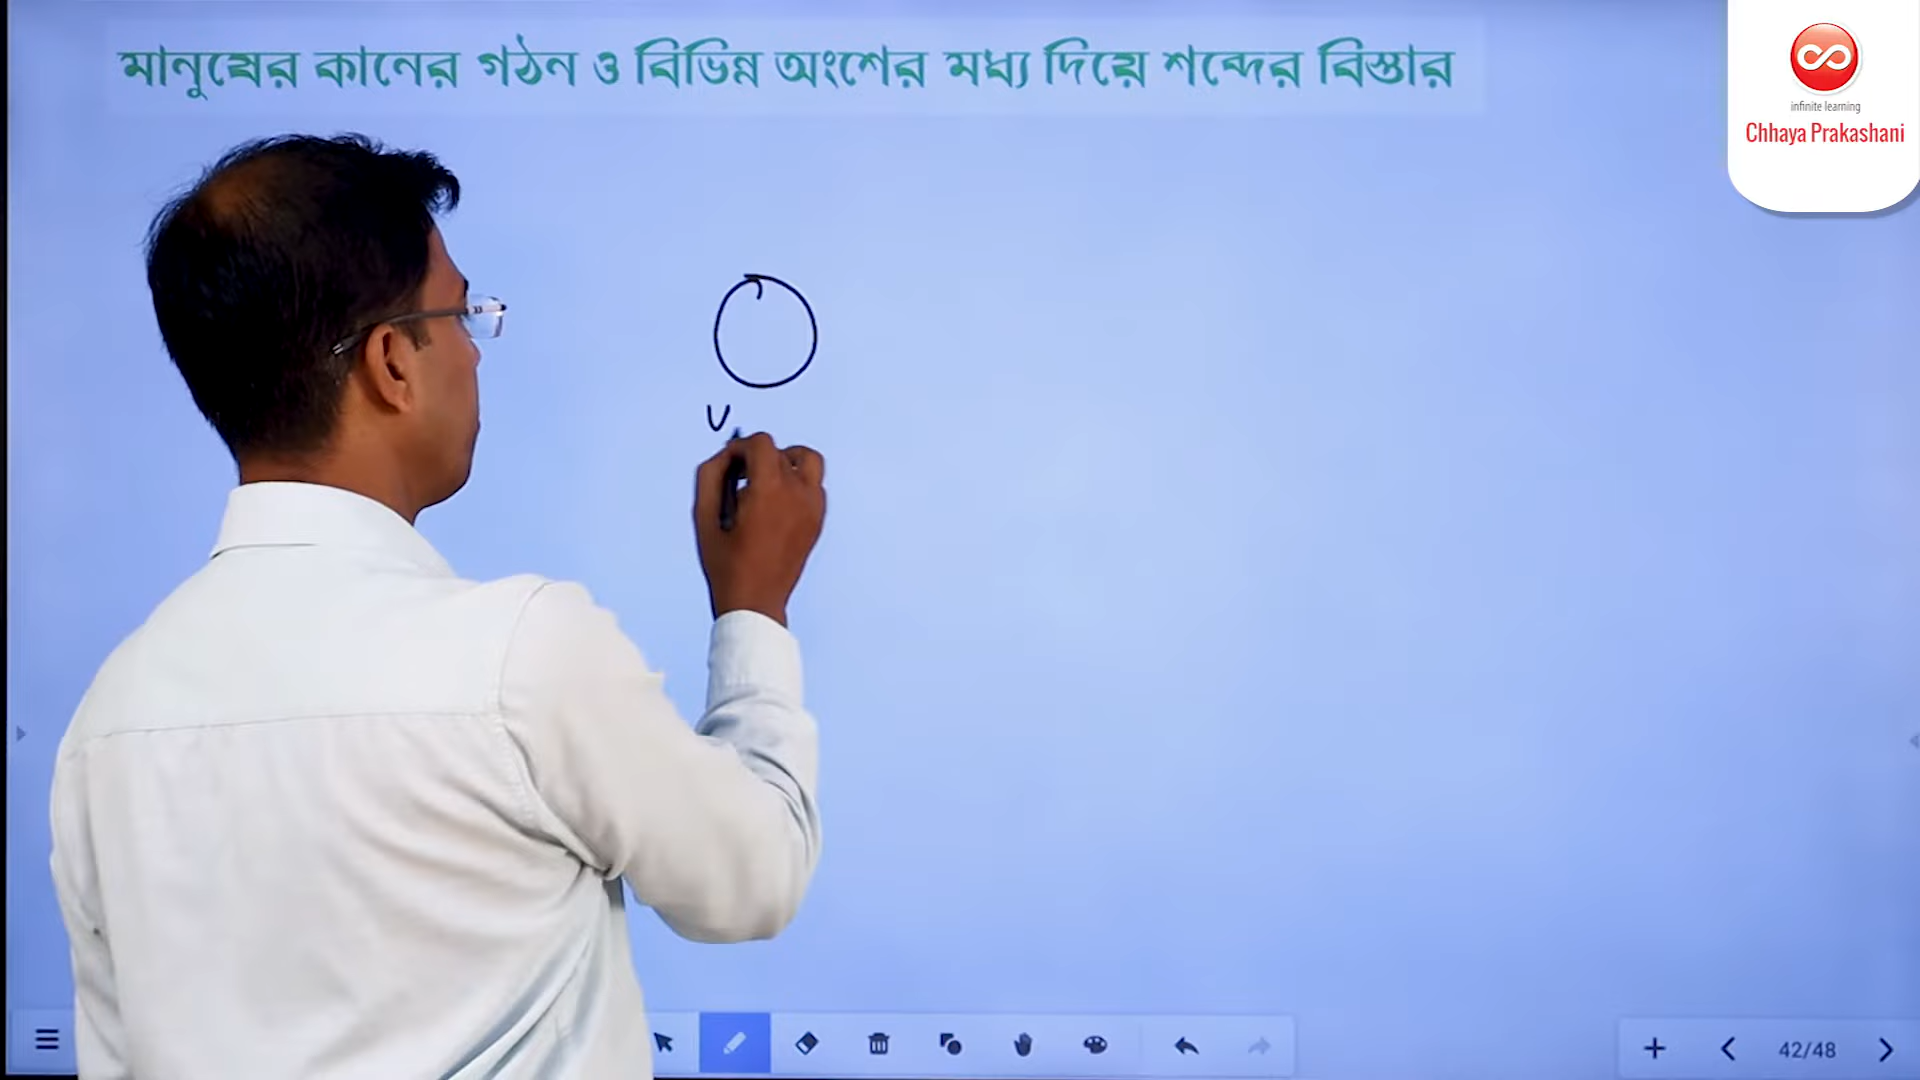 মানুষের কানের গঠন ও বিভিন্ন অংশের মধ্য দিয়ে শব্দের বিস্তার
infinite learning
Chhaya Prakashani
U
42/48